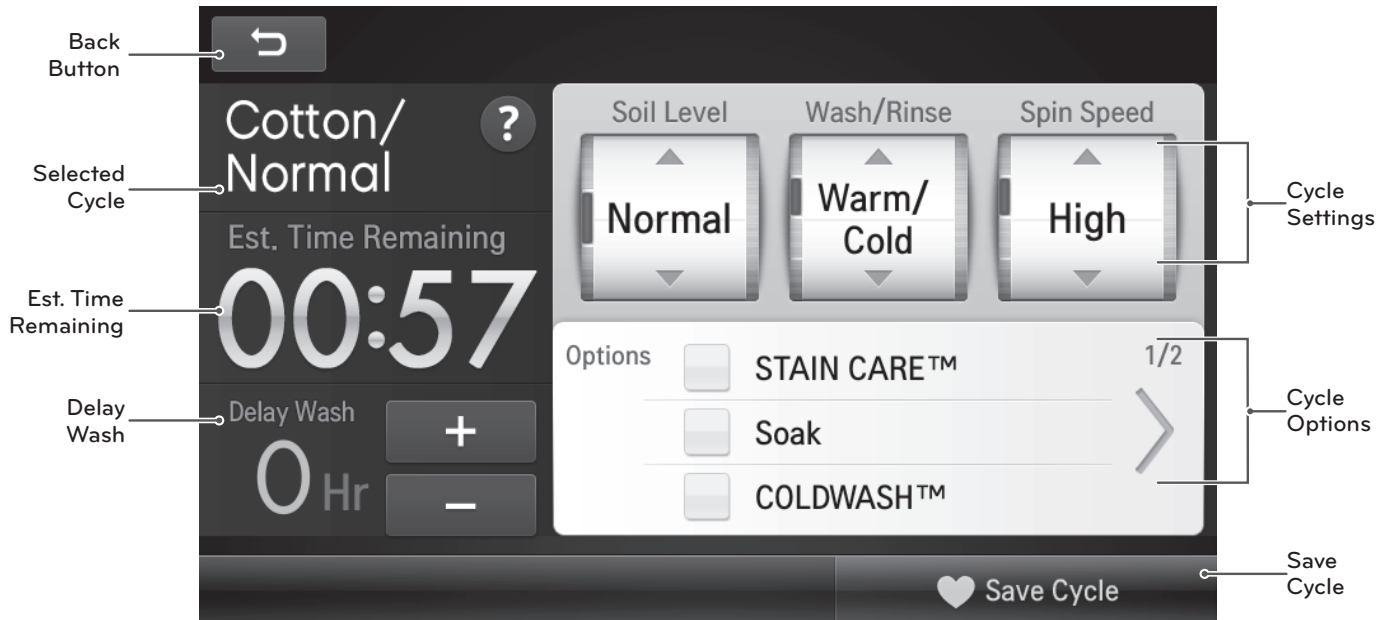 Back
Button
Selected
Cycle
Est. Time
Remaining
Delay
Wash
Cotton/
Normal
?
Est. Time Remaining
00:57
Delay Wash
0 Hr
+
−
Soil Level
Wash/Rinse
Spin Speed
Normal
Warm/
Cold
High
Options
1/2
STAIN CARE™
Soak
COLDWASH™
Save Cycle
Cycle
Settings
Cycle
Options
Save
Cycle